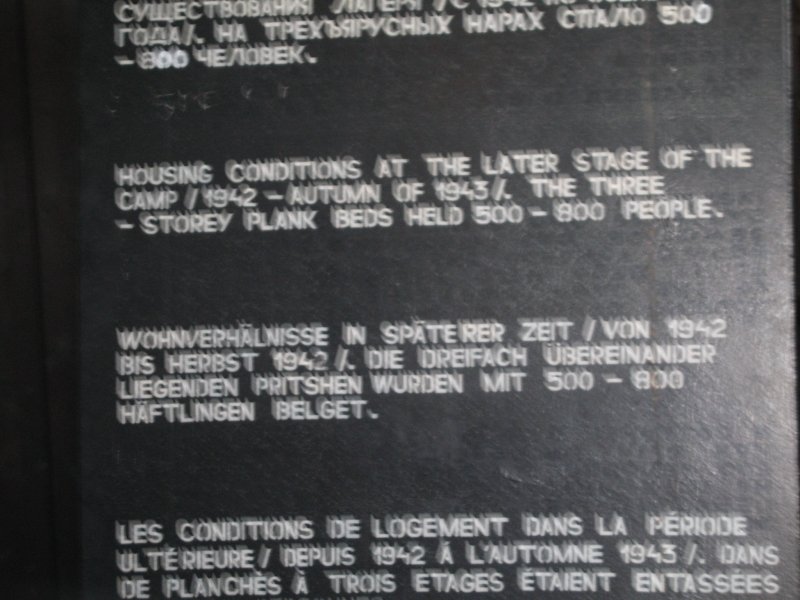 СУЩЕСТВОВАНИЯ ЛАГЕРЯ /С 1942 ПО
ГОДА/. НА ТРЕХЪЯРУСНЫХ НАРАХ СПАЛО 500
– 800 ЧЕЛОВЕК.
HOUSING CONDITIONS AT THE LATER STAGE OF THE
CAMP /1942 – AUTUMN OF 1943/. THE THREE
– STOREY PLANK BEDS HELD 500 – 800 PEOPLE.
WOHNVERHÄLNISSE IN SPÄTERER ZEIT /VON 1942
BIS HERBST 1942/. DIE DREIFACH ÜBEREINANDER
LIEGENDEN PRITSHEN WURDEN MIT 500 – 800
HÄFTLINGEN BELGET.
LES CONDITIONS DE LOGEMENT DANS LA PÉRIODE
ULTÉRIEURE/ DEPUIS 1942 À L'AUTOMNE 1943/. DANS
DE PLANCHÈS À TROIS ETAGES ÉTAIENT ENTASSÉES